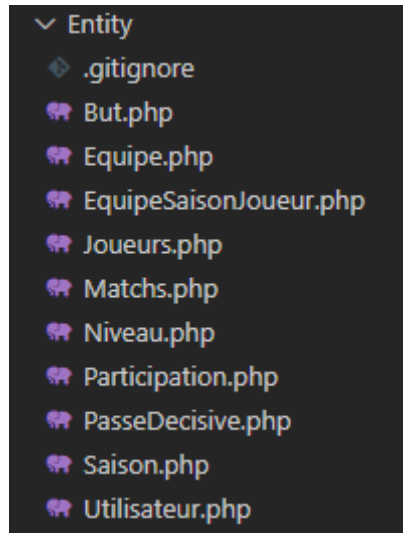 Entity
.gitignore
But.php
Equipe.php
EquipeSaisonJoueur.php
Joueurs.php
Matchs.php
Niveau.php
Participation.php
PasseDecisive.php
Saison.php
Utilisateur.php